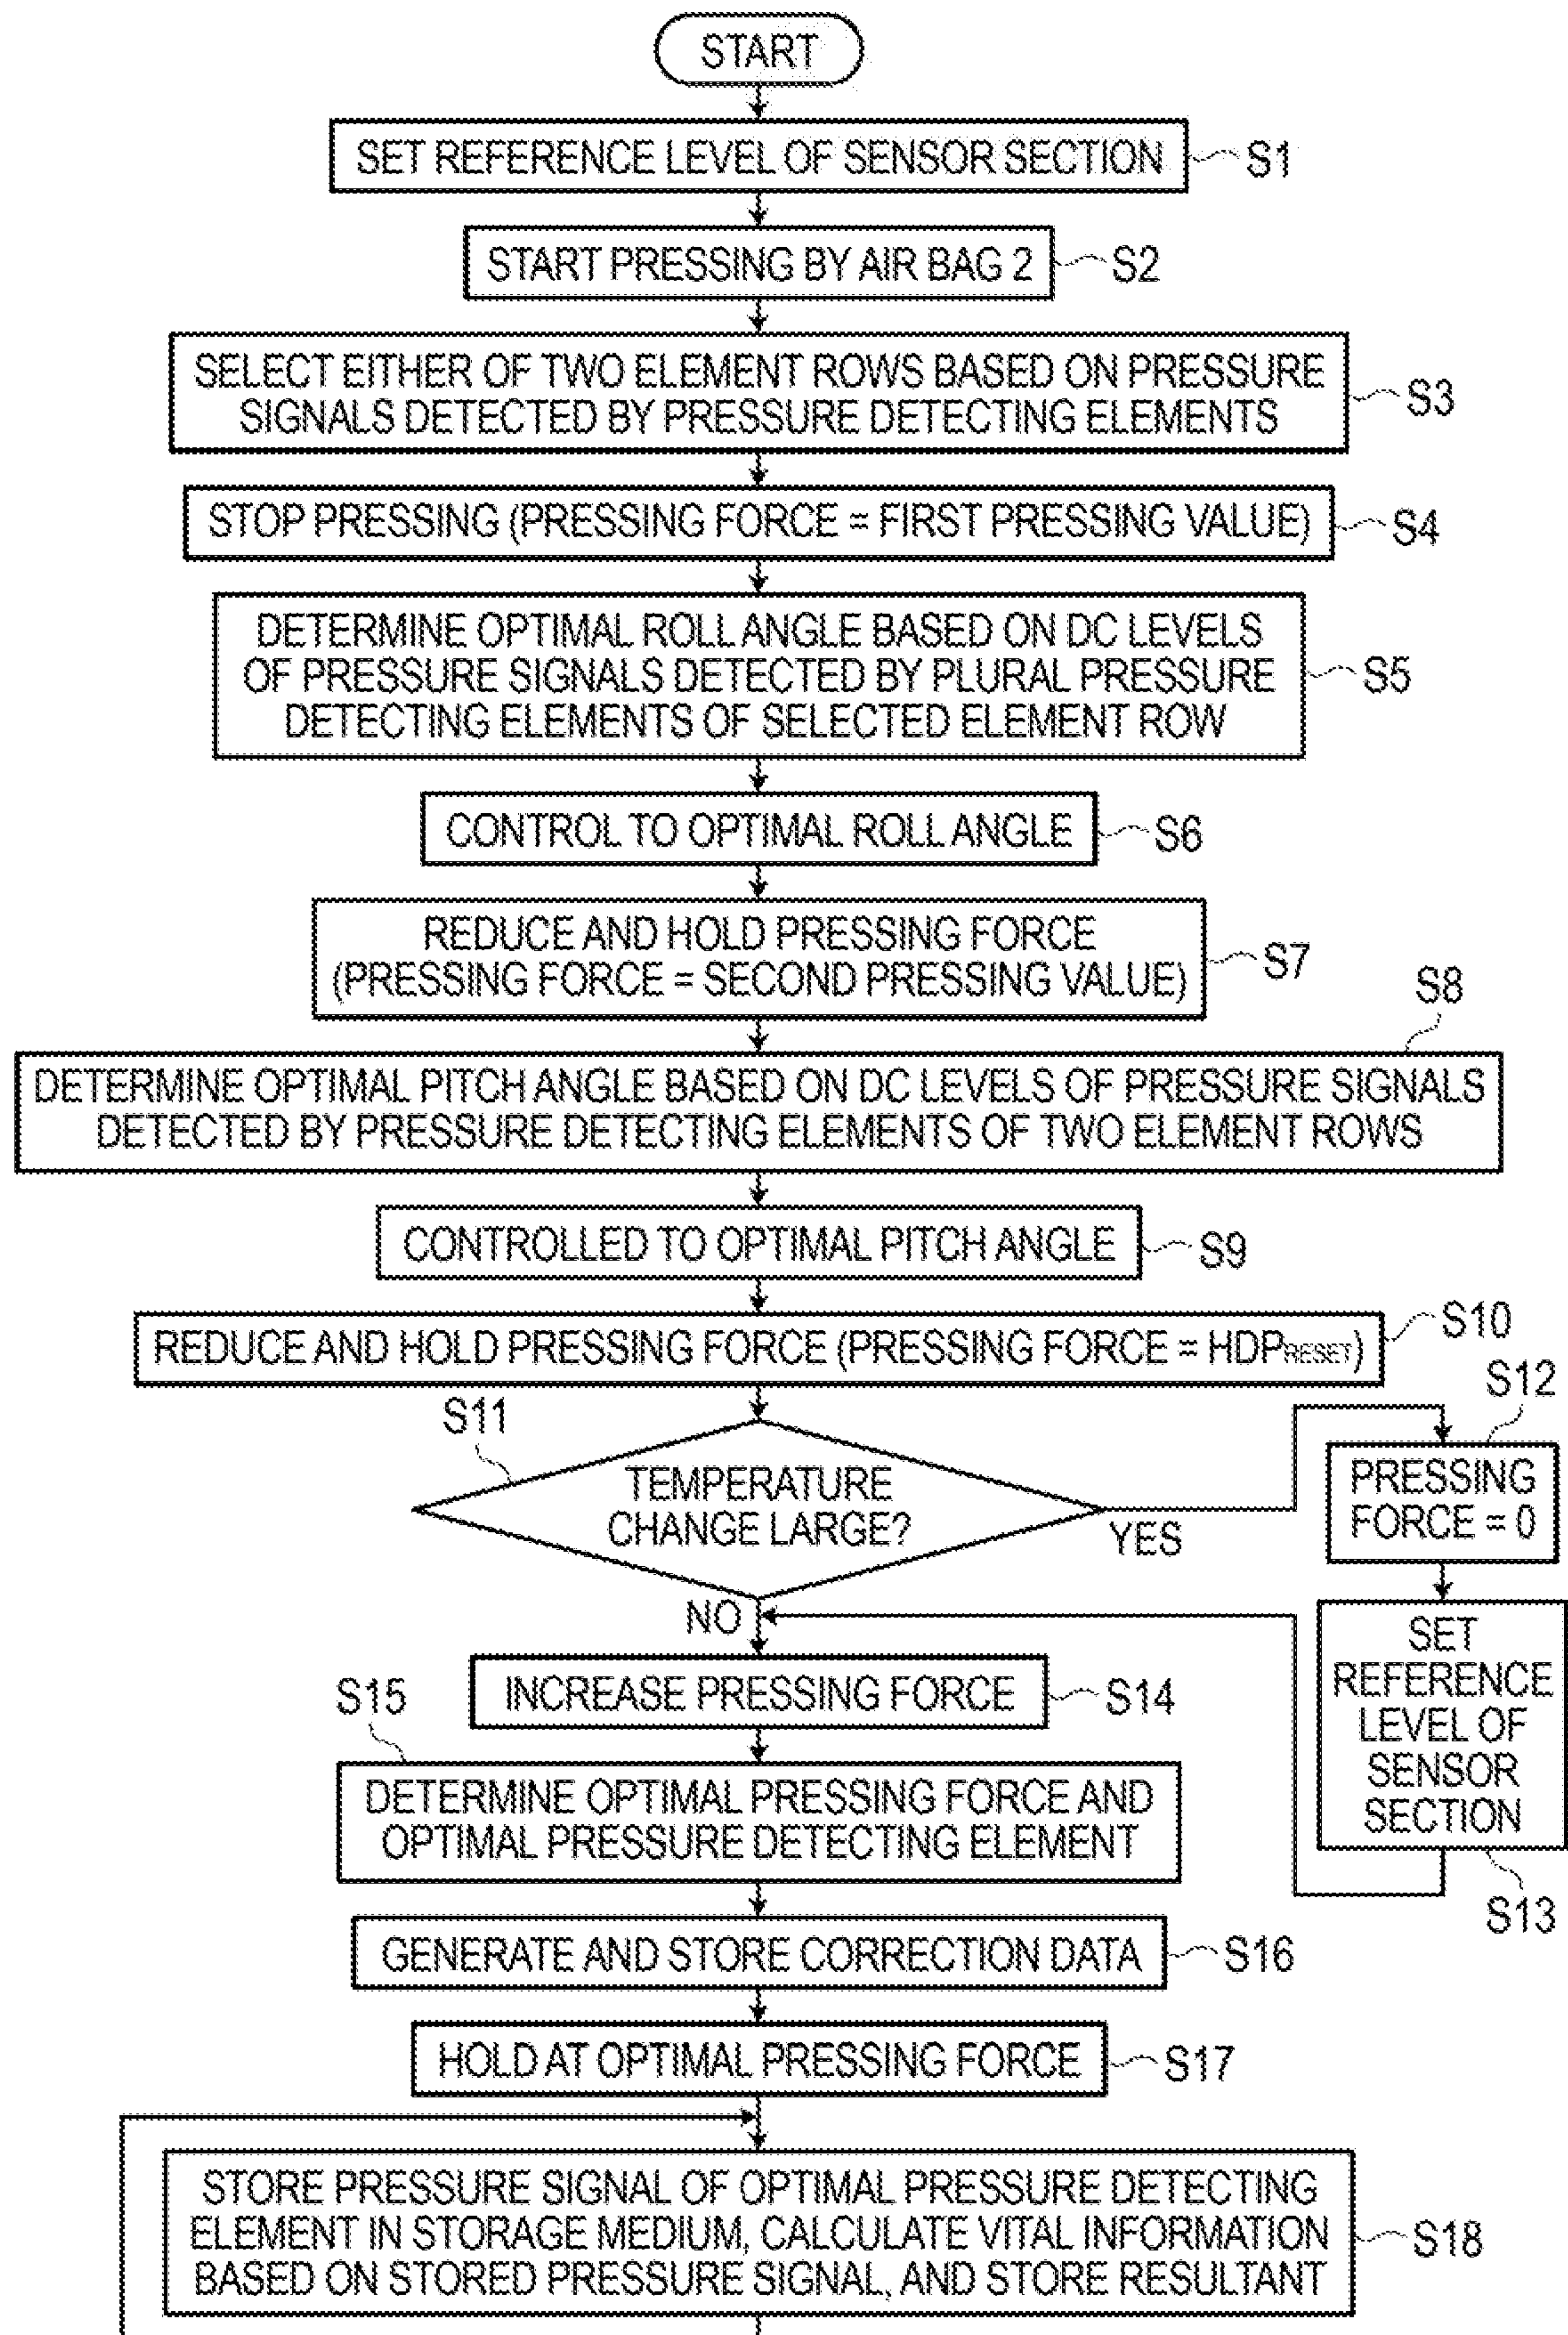 START
SET REFERENCE LEVEL OF SENSOR SECTION
S1
START PRESSING BY AIR BAG 2
S2
SELECT EITHER OF TWO ELEMENT ROWS BASED ON PRESSURE
SIGNALS DETECTED BY PRESSURE DETECTING ELEMENTS
S3
STOP PRESSING (PRESSING FORCE = FIRST PRESSING VALUE)
S4
DETERMINE OPTIMAL ROLL ANGLE BASED ON DC LEVELS
OF PRESSURE SIGNALS DETECTED BY PLURAL PRESSURE
DETECTING ELEMENTS OF SELECTED ELEMENT ROW
S5
CONTROL TO OPTIMAL ROLL ANGLE
S6
REDUCE AND HOLD PRESSING FORCE
(PRESSING FORCE = SECOND PRESSING VALUE)
S7
S8
DETERMINE OPTIMAL PITCH ANGLE BASED ON DC LEVELS OF PRESSURE SIGNALS
DETECTED BY PRESSURE DETECTING ELEMENTS OF TWO ELEMENT ROWS
CONTROLLED TO OPTIMAL PITCH ANGLE
S9
REDUCE AND HOLD PRESSING FORCE (PRESSING FORCE = HDPRESET)
S10
S11
TEMPERATURE
CHANGE LARGE?
YES
NO
S12
PRESSING
FORCE = 0
SET
REFERENCE
LEVEL OF
SENSOR
SECTION
S13
INCREASE PRESSING FORCE
S14
S15
DETERMINE OPTIMAL PRESSING FORCE AND
OPTIMAL PRESSURE DETECTING ELEMENT
GENERATE AND STORE CORRECTION DATA
S16
HOLD AT OPTIMAL PRESSING FORCE
S17
STORE PRESSURE SIGNAL OF OPTIMAL PRESSURE DETECTING
ELEMENT IN STORAGE MEDIUM, CALCULATE VITAL INFORMATION
BASED ON STORED PRESSURE SIGNAL, AND STORE RESULTANT
S18